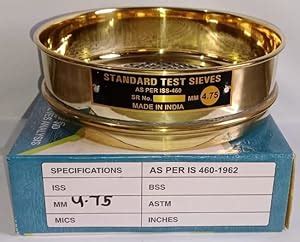 STANDARD TEST SIEVES
AS PER ISS-460
SR No. MM 4.75
MADE IN INDIA
SPECIFICATIONS AS PER IS 460-1962
ISS BSS
MM 4.75 ASTM
MICS INCHES